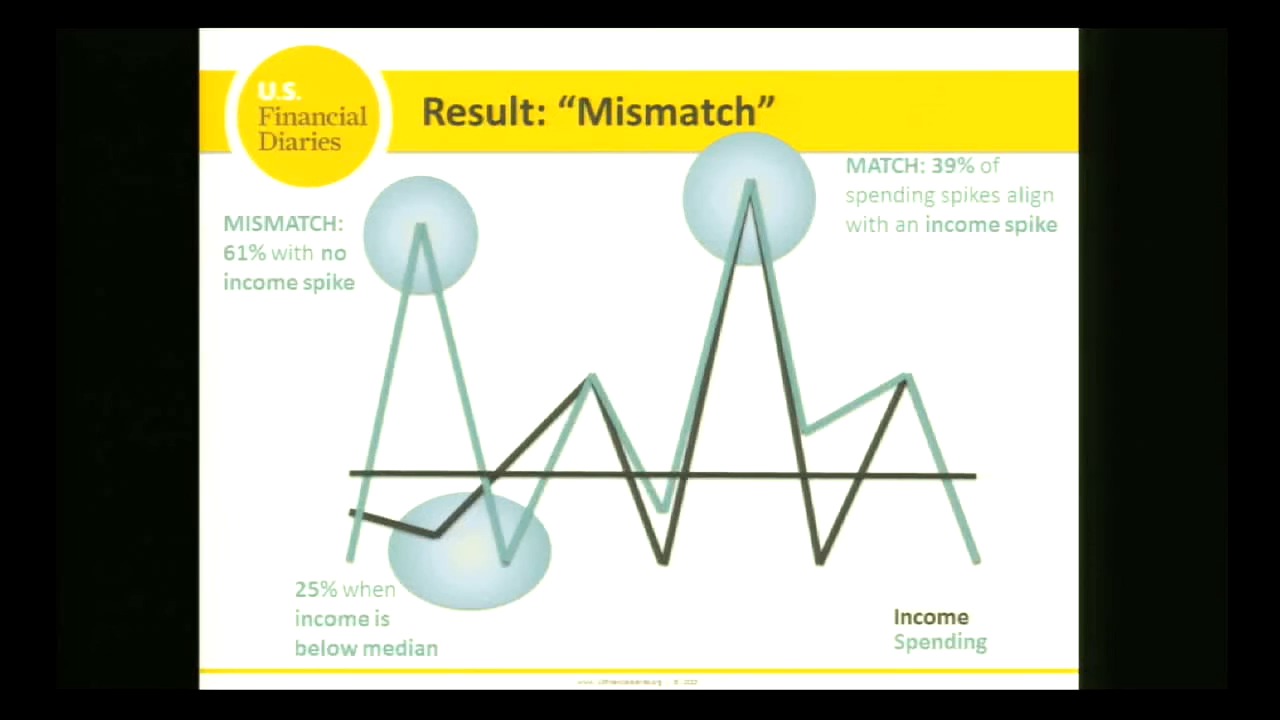 U.S.
Financial
Diaries
Result: “Mismatch”
MATCH: 39% of
spending spikes align
with an income spike
MISMATCH:
61% with no
income spike
25% when
income is
below median
Income
Spending